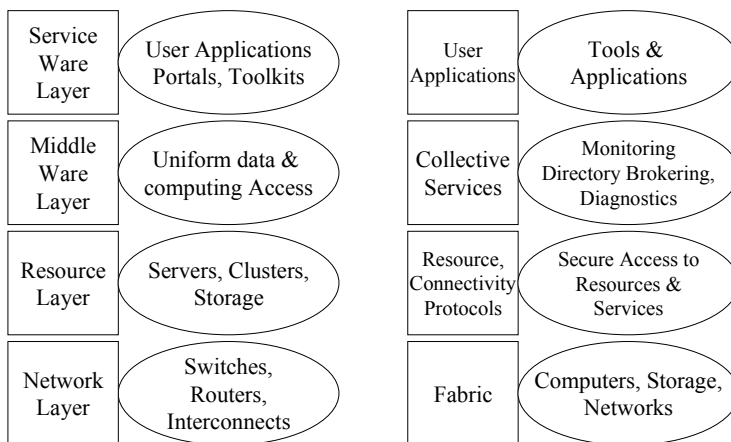 Service
Ware
Layer
User Applications
Portals, Toolkits
Middle
Ware
Layer
Uniform data &
computing Access
Resource
Layer
Servers, Clusters,
Storage
Network
Layer
Switches,
Routers,
Interconnects
User
Applications
Tools &
Applications
Collective
Services
Monitoring
Directory Brokering,
Diagnostics
Resource,
Connectivity
Protocols
Secure Access to
Resources &
Services
Fabric
Computers, Storage,
Networks